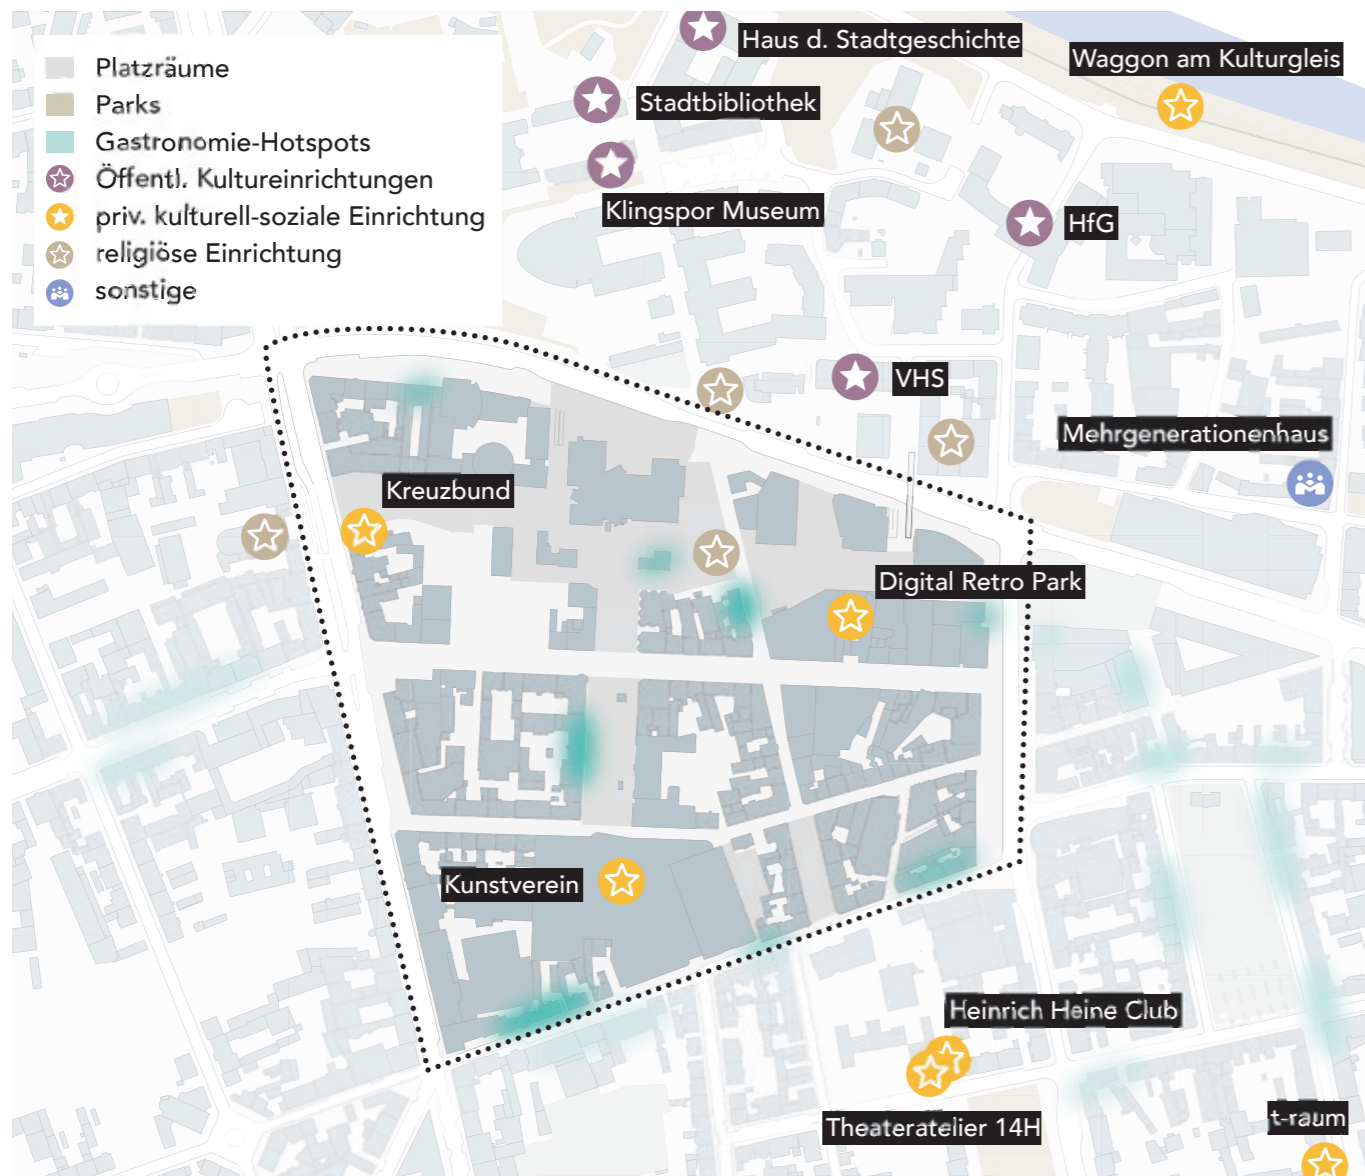 Platzräume
Parks
Gastronomie-Hotspots
Öffentl. Kultureinrichtungen
priv. kulturell-soziale Einrichtung
religiöse Einrichtung
sonstige
Haus d. Stadtgeschichte
Waggon am Kulturgleis
Stadtbibliothek
Klingspor Museum
HfG
VHS
Mehrgenerationenhaus
Kreuzbund
Digital Retro Park
Kunstverein
Heinrich Heine Club
Theateratelier 14H
t-raum